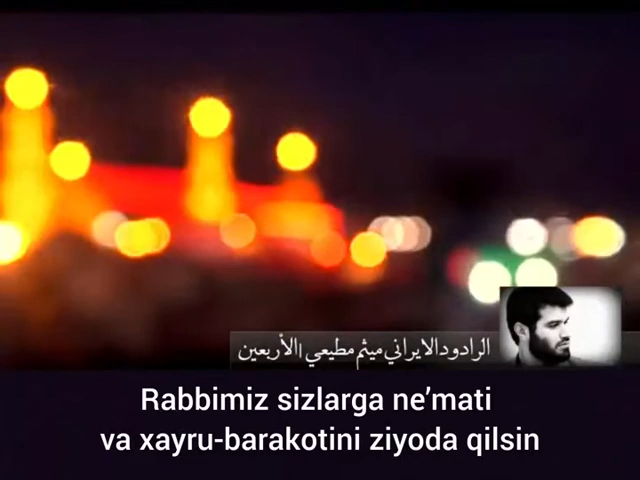 الرادود الايراني ميثم مطيعي | الأربعين
Rabbimiz sizlarga ne’mati
va xayru-barakotini ziyoda qilsin